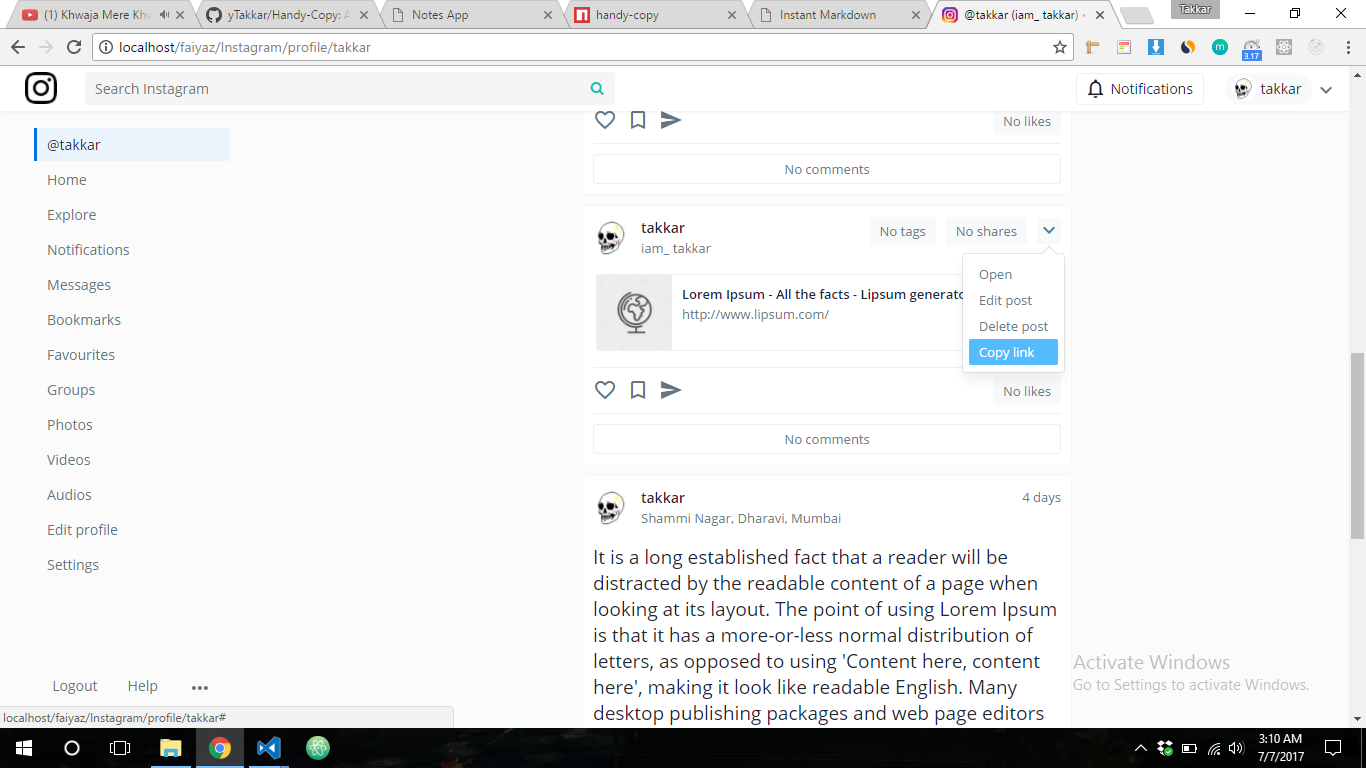 (1) Khwaja Mere Khw
yTakkar/Handy-Copy: A
Notes App
handy-copy
Instant Markdown
@takkar (iam_ takkar)
Takkar
localhost/faiyaz/Instagram/profile/takkar
3.17
Search Instagram
Notifications
takkar
@takkar
Home
Explore
Notifications
Messages
Bookmarks
Favourites
Groups
Photos
Videos
Audios
Edit profile
Settings
Logout
Help
No likes
No comments
takkar
iam_ takkar
No tags
No shares
Open
Edit post
Delete post
Copy link
Lorem Ipsum - All the facts - Lipsum generato
http://www.lipsum.com/
No likes
No comments
takkar
4 days
Shammi Nagar, Dharavi, Mumbai
It is a long established fact that a reader will be
distracted by the readable content of a page when
looking at its layout. The point of using Lorem Ipsum
is that it has a more-or-less normal distribution of
letters, as opposed to using 'Content here, content
here', making it look like readable English. Many
desktop publishing packages and web page editors
Activate Windows
Go to Settings to activate Windows.
localhost/faiyaz/Instagram/profile/takkar#
3:10 AM
7/7/2017